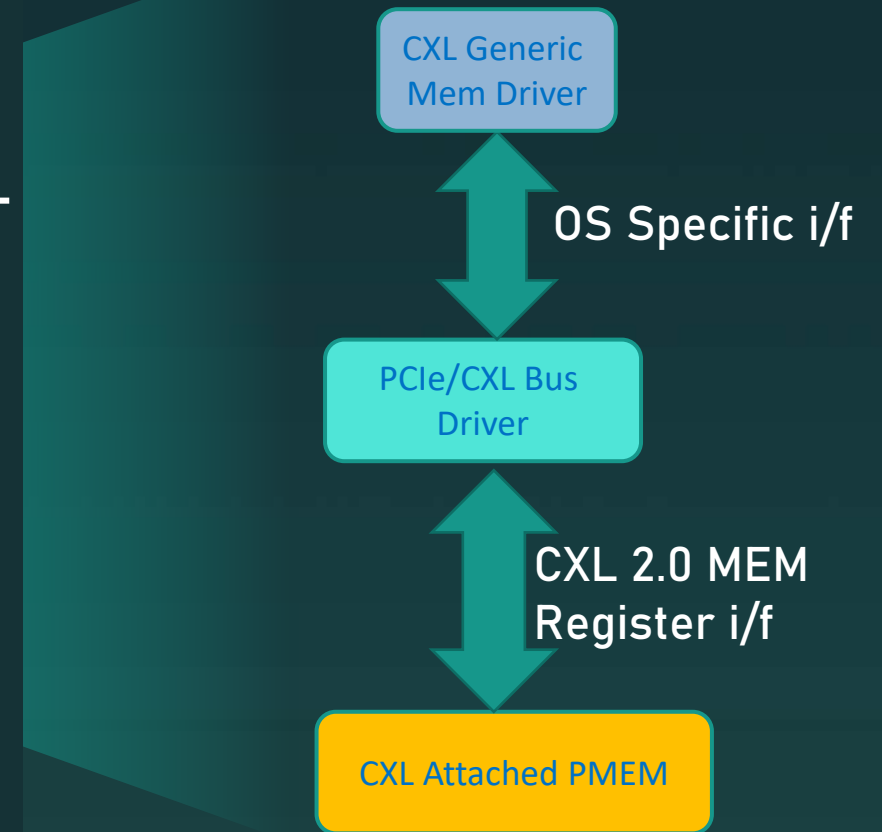 CXL Generic
Mem Driver
OS Specific i/f
PCIe/CXL Bus
Driver
CXL 2.0 MEM
Register i/f
CXL Attached PMEM